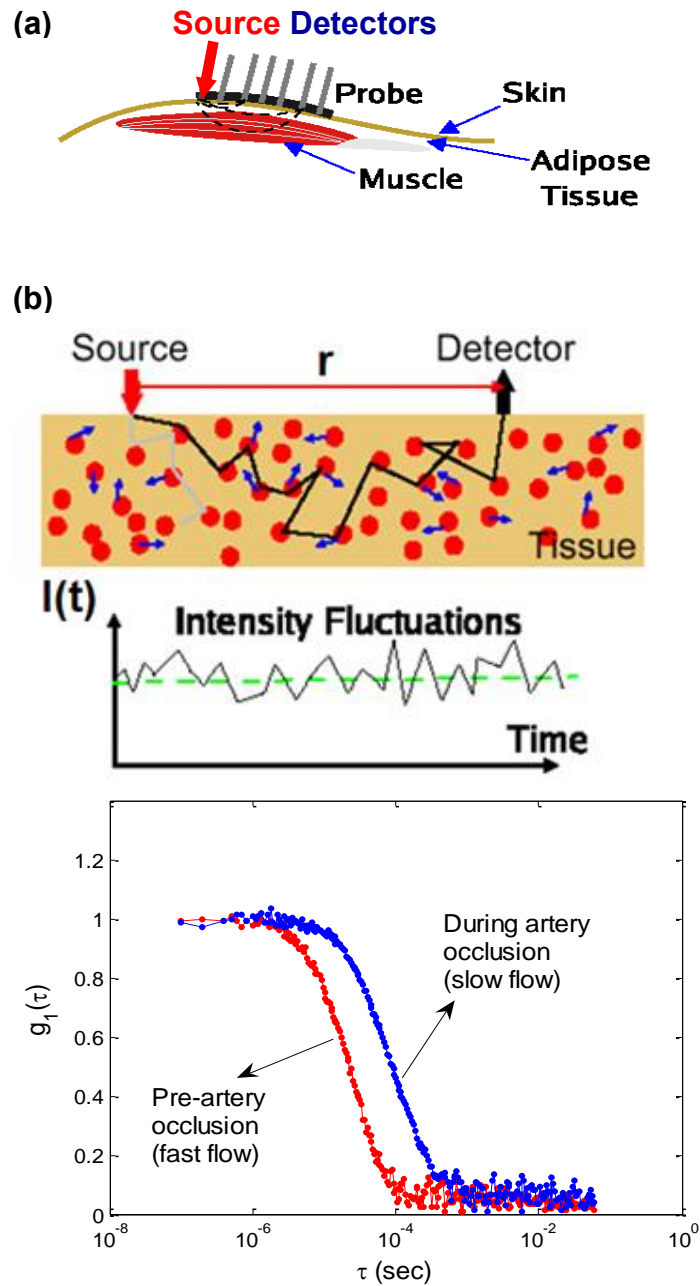 (a)
Source Detectors
Probe
Skin
Muscle
Adipose
Tissue
(b)
Source
r
Detector
Tissue
I(t)
Intensity Fluctuations
Time
1.2
1
0.8
0.6
0.4
0.2
0
g₁(τ)
During artery
occlusion
(slow flow)
Pre-artery
occlusion
(fast flow)
10⁻⁸
10⁻⁶
10⁻⁴
10⁻²
10⁰
τ (sec)